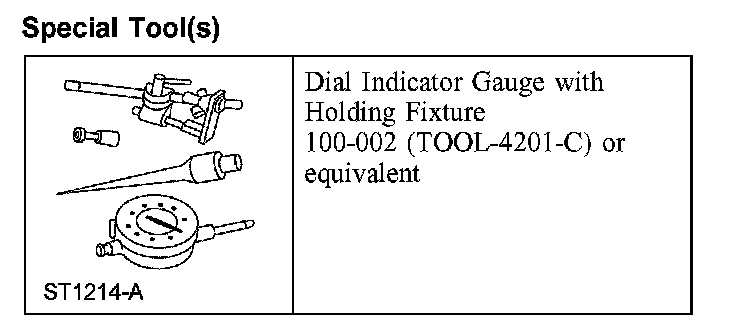 Special Tool(s)
Dial Indicator Gauge with
Holding Fixture
100-002 (TOOL-4201-C) or
equivalent
ST1214-A